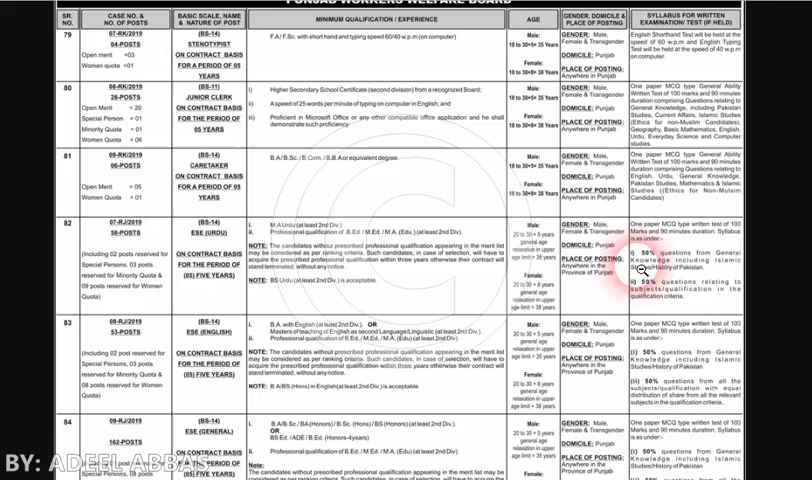 PUNJAB WORKERS WELFARE BOARD
SR. NO.
CASE NO. & NO. OF POSTS
BASIC SCALE, NAME & NATURE OF POST
MINIMUM QUALIFICATION / EXPERIENCE
AGE
GENDER, DOMICILE & PLACE OF POSTING
SYLLABUS FOR WRITTEN EXAMINATION/ TEST (IF HELD)
79
07-RK/2019
04-POSTS
Open merit =03
Woman quota =01
(BS-14)
STENOTYPIST
ON CONTRACT BASIS
FOR A PERIOD OF 05
YEARS
F.A/ F.Sc. with short hand and typing speed 60/40 w.p.m (on computer)
Male:
18 to 30+5= 35 Years
Female:
18 to 30+8= 38 Years
GENDER: Male,
Female & Transgender
DOMICILE: Punjab
PLACE OF POSTING:
Anywhere in Punjab
English Shorthand Test will be held at
the speed of 60 w.p.m and English Typing
Test will be held at the speed of 40 w.p.m
on computer.
80
08-RK/2019
28-POSTS
Open Merit = 20
Special Person = 01
Minority Quota = 01
Women Quota = 06
(BS-11)
JUNIOR CLERK
ON CONTRACT BASIS
FOR THE PERIOD OF
05 YEARS
i) Higher Secondary School Certificate (second division) from a recognized Board;
ii) A speed of 25 words per minute of typing on computer in English; and
iii) Proficient in Microsoft Office or any other compatible office application and he shall
demonstrate such proficiency.
Male:
18 to 30+5= 35 Years
Female:
18 to 30+8= 38 Years
GENDER: Male,
Female & Transgender
DOMICILE: Punjab
PLACE OF POSTING:
Anywhere in Punjab
One paper MCQ type General Ability
Written Test of 100 marks and 90 minutes
duration comprising Questions relating to
General Knowledge, including Pakistan
Studies, Current Affairs, Islamic Studies
(Ethics for non-Muslim Candidates),
Geography, Basic Mathematics, English,
Urdu, Everyday Science and Computer
studies.
81
09-RK/2019
06-POSTS
Open Merit = 05
Women Quota = 01
(BS-14)
CARETAKER
ON CONTRACT BASIS
FOR A PERIOD OF 05
YEARS
B.A./ B.Sc. / B.Com. / B.B.A or equivalent degree.
Male:
18 to 30+5= 35 Years
Female:
18 to 30+8= 38 Years
GENDER: Male,
Female & Transgender
DOMICILE: Punjab
PLACE OF POSTING:
Anywhere in Punjab
One paper MCQ type General Ability
Written Test of 100 marks and 90 minutes
duration comprising Questions relating to
English, Urdu, General Knowledge,
Pakistan Studies, Mathematics & Islamic
Studies ((Ethics for Non-Mulsim
Candidates)
82
07-RJ/2019
58-POSTS
(Including 02 posts reserved for
Special Persons, 03 posts
reserved for Minority Quota &
09 posts reserved for Women
Quota)
(BS-14)
ESE (URDU)
ON CONTRACT BASIS
FOR THE PERIOD OF
(05) FIVE YEARS)
i. M.A Urdu (at least 2nd Div.)
ii. Professional qualification of B.Ed./ M.Ed./ M.A. (Edu.) (at least 2nd Div.)
NOTE: The candidates without prescribed professional qualification appearing in the merit list
may be considered as per ranking criteria. Such candidates, in case of selection, will have to
acquire the prescribed professional qualification within three years otherwise their contract will
stand terminated, without any notice.
NOTE: BS Urdu (at least 2nd Div.) is acceptable.
Male:
20 to 30+ 5 years
general age
relaxation in upper
age limit = 35 years
Female:
20 to 30 + 8 years
general age
relaxation in upper
age limit = 38 years
GENDER: Male,
Female & Transgender
DOMICILE: Punjab
PLACE OF POSTING:
Anywhere in the
Province of Punjab
One paper MCQ type written test of 100
Marks and 90 minutes duration. Syllabus
is as under:-
i) 50% questions from General
Knowledge including Islamic
Studies/History of Pakistan.
ii) 50% questions relating to
subjects/qualification in the
qualification criteria.
83
08-RJ/2019
53-POSTS
(Including 02 posts reserved for
Special Persons, 03 posts
reserved for Minority Quota &
08 posts reserved for Women
Quota)
(BS-14)
ESE (ENGLISH)
ON CONTRACT BASIS
FOR THE PERIOD OF
(05) FIVE YEARS)
i. B.A. with English (at least 2nd Div.) OR
Masters of teaching of English as second Language/Linguistic (at least 2nd Div.)
ii. Professional qualification of B.Ed./ M.Ed./ M.A. (Edu) (at least 2nd Div.)
NOTE: The candidates without prescribed professional qualification appearing in the merit list
may be considered as per ranking criteria. Such candidates, in case of selection, will have to
acquire the prescribed professional qualification within three years otherwise their contract will
stand terminated, without any notice.
NOTE: B.A/BS (Hons) in English(at least 2nd Div.) is acceptable.
Male:
20 to 30+ 5 years
general age
relaxation in upper
age limit = 35 years
Female:
20 to 30 + 8 years
general age
relaxation in upper
age limit = 38 years
GENDER: Male,
Female & Transgender
DOMICILE: Punjab
PLACE OF POSTING:
Anywhere in the
Province of Punjab
One paper MCQ type written test of 100
Marks and 90 minutes duration. Syllabus
is as under:-
(i) 50% questions from General
Knowledge including Islamic
Studies/History of Pakistan
(ii) 50% questions from all the
subjects/qualification with equal
distribution of share from all the relevant
subjects in the qualification criteria..
84
09-RJ/2019
162-POSTS
posts reserved for
Special Persons, 08 posts
(BS-14)
ESE (GENERAL)
ON CONTRACT BASIS
FOR THE PERIOD OF
(05) FIVE YEARS)
i. B.A/B.Sc./ BA (Honors) / B.Sc. (Hons) / BS (Honors) (at least 2nd Div.)
OR
BS Ed. / ADE / B.Ed. (Honors-4years)
ii. Professional qualification of B.Ed./ M.Ed./ M.A. (Edu) (at least 2nd Div.).
Note:
The candidates without prescribed professional qualification appearing in the merit list may be
considered as per ranking criteria. Such candidates, in case of selection, will have to acquire the
Male:
20 to 30+ 5 years
general age
relaxation in upper
age limit = 35 years
Female:
GENDER: Male,
Female & Transgender
DOMICILE: Punjab
PLACE OF POSTING:
Anywhere in the
Province of Punjab
One paper MCQ type written test of 100
Marks and 90 minutes duration. Syllabus
is as under:-
(i) 50% questions from General
Knowledge including Islamic
Studies/History of Pakistan
BY: ADEEL ABBAS